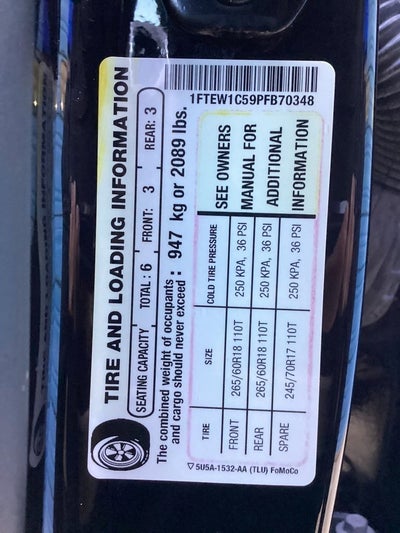 TIRE AND LOADING INFORMATION
SEATING CAPACITY TOTAL : 6 FRONT: 3 REAR: 3
The combined weight of occupants
and cargo should never exceed : 947 kg or 2089 lbs.
TIRE SIZE COLD TIRE PRESSURE
FRONT 265/60R18 110T 250 KPA, 36 PSI
REAR 265/60R18 110T 250 KPA, 36 PSI
SPARE 245/70R17 110T 250 KPA, 36 PSI
SEE OWNERS
MANUAL FOR
ADDITIONAL
INFORMATION
5U5A-1532-AA (TLU) FoMoCo
1FTEW1C59PFB70348